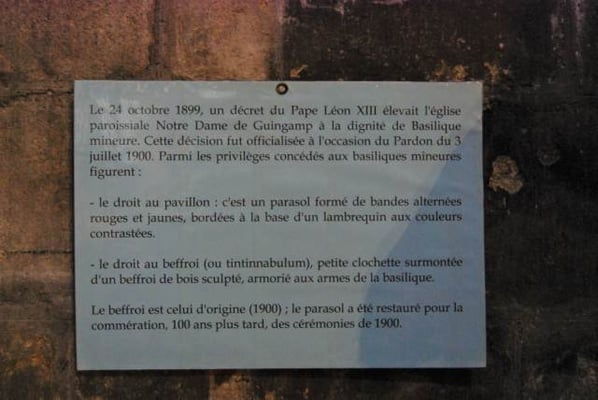 Le 24 octobre 1899, un décret du Pape Léon XIII élevait l'église
paroissiale Notre Dame de Guingamp à la dignité de Basilique
mineure. Cette décision fut officialisée à l'occasion du Pardon du 3
juillet 1900. Parmi les privilèges concédés aux basiliques mineures
figurent :
- le droit au pavillon : c'est un parasol formé de bandes alternées
rouges et jaunes, bordées à la base d'un lambrequin aux couleurs
contrastées.
- le droit au beffroi (ou tintinnabulum), petite clochette surmontée
d'un beffroi de bois sculpté, armorié aux armes de la basilique.
Le beffroi est celui d'origine (1900) ; le parasol a été restauré pour la
commération, 100 ans plus tard, des cérémonies de 1900.